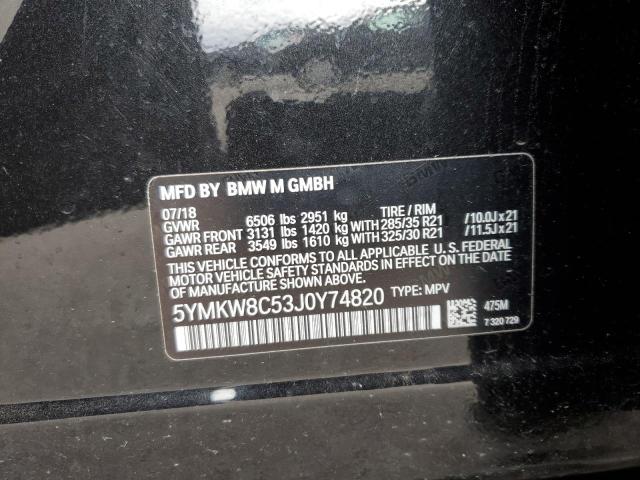 MFD BY BMW M GMBH
07/18
GVWR 6506 lbs 2951 kg TIRE / RIM
GAWR FRONT 3131 lbs 1420 kg WITH 285/35 R21 /10.0J x 21
GAWR REAR 3549 lbs 1610 kg WITH 325/30 R21 /11.5J x 21
THIS VEHICLE CONFORMS TO ALL APPLICABLE U. S. FEDERAL
MOTOR VEHICLE SAFETY STANDARDS IN EFFECT ON THE DATE
OF MANUFACTURE SHOWN ABOVE.
5YMKW8C53J0Y74820 TYPE: MPV
475M
7 320 729